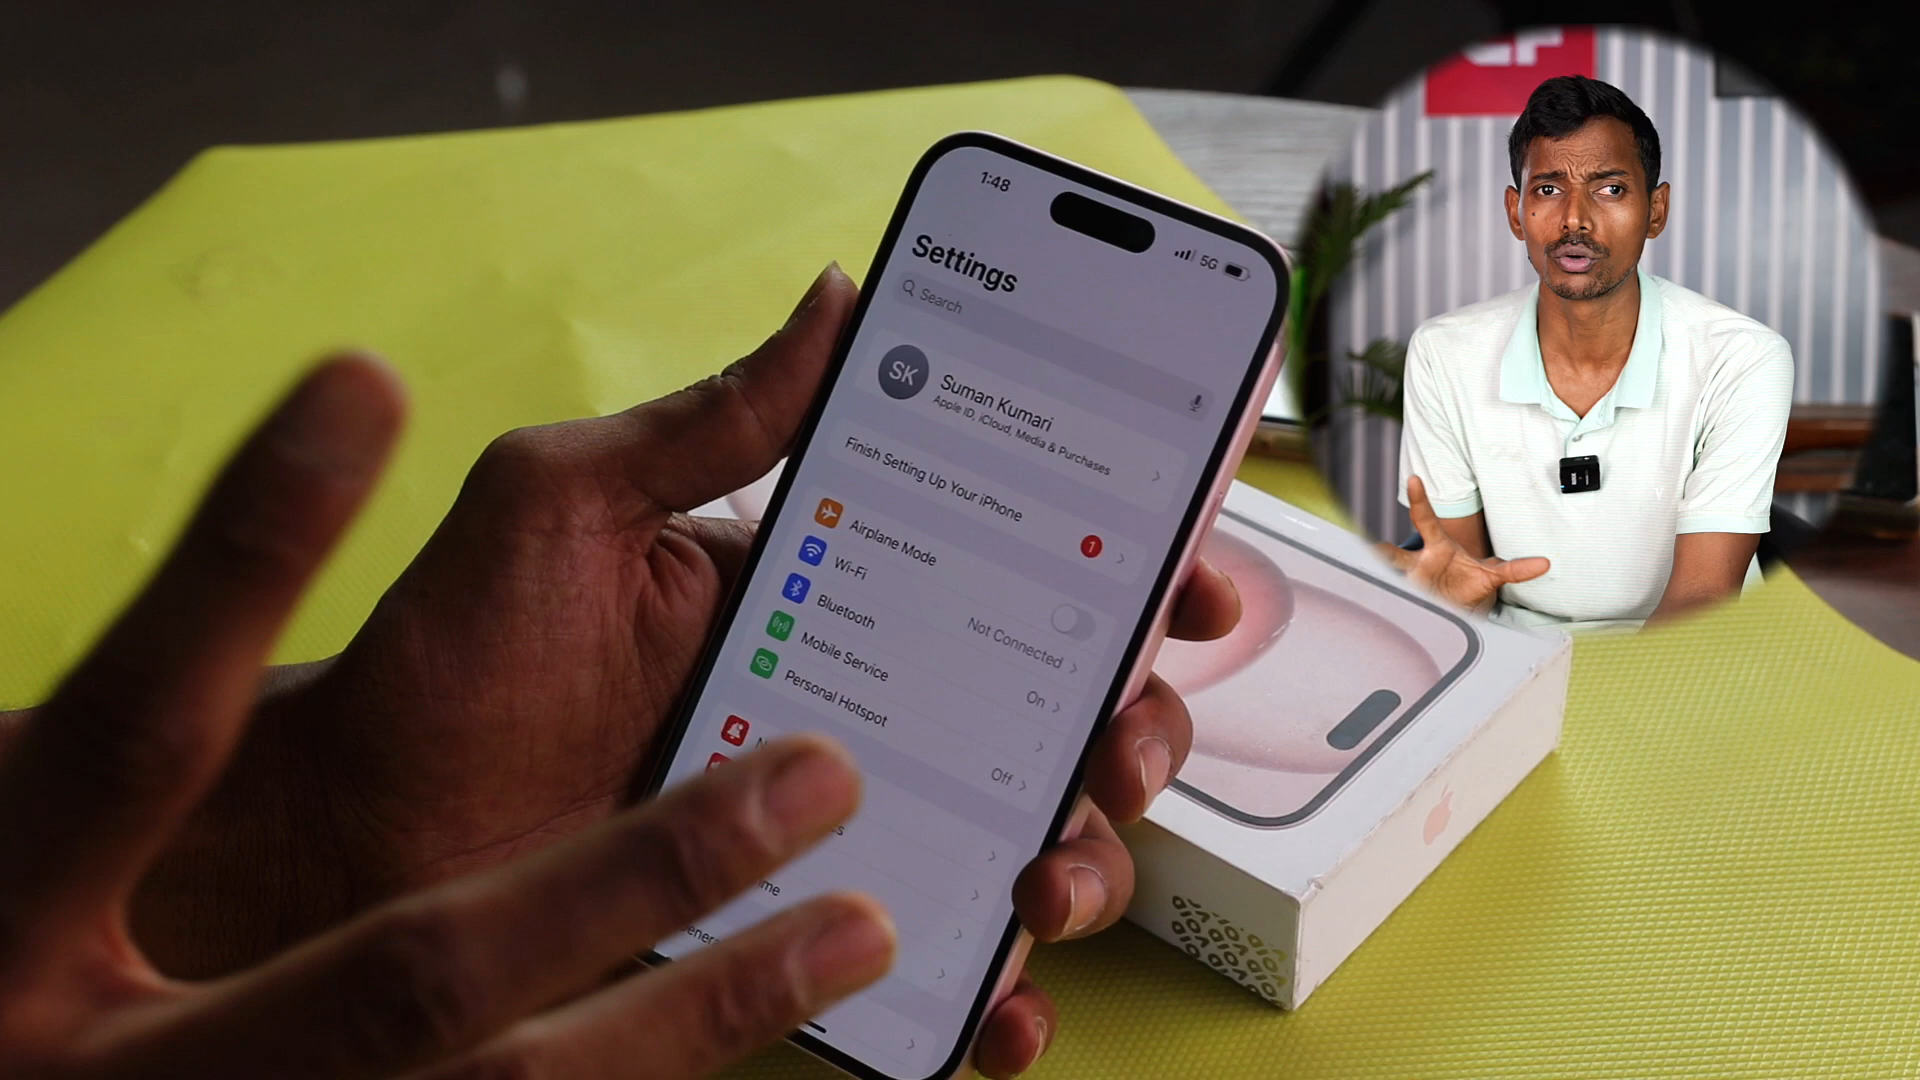 1:48
5G
Settings
Search
SK
Suman Kumari
Apple ID, iCloud, Media & Purchases
Finish Setting Up Your iPhone
1
Airplane Mode
Wi-Fi
Not Connected
Bluetooth
On
Mobile Service
Personal Hotspot
Off